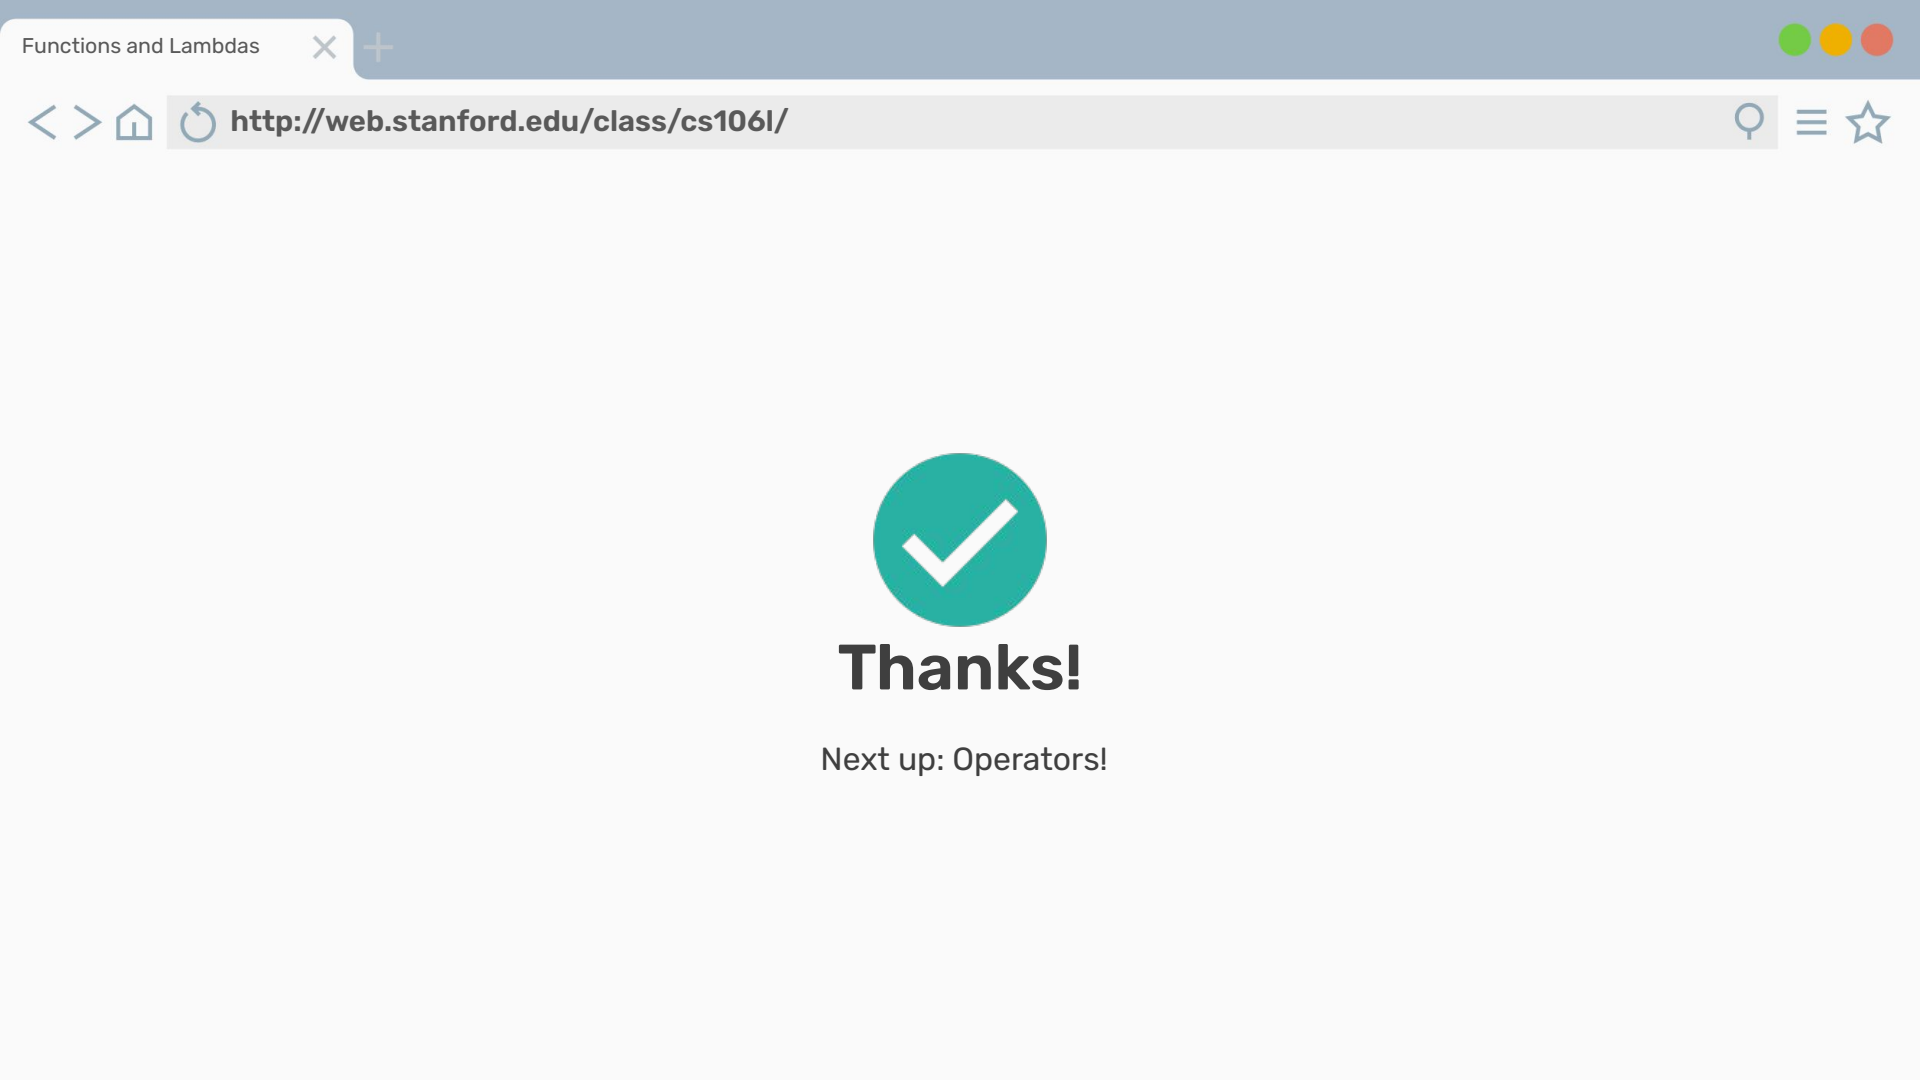 Functions and Lambdas
http://web.stanford.edu/class/cs106l/
Thanks!
Next up: Operators!